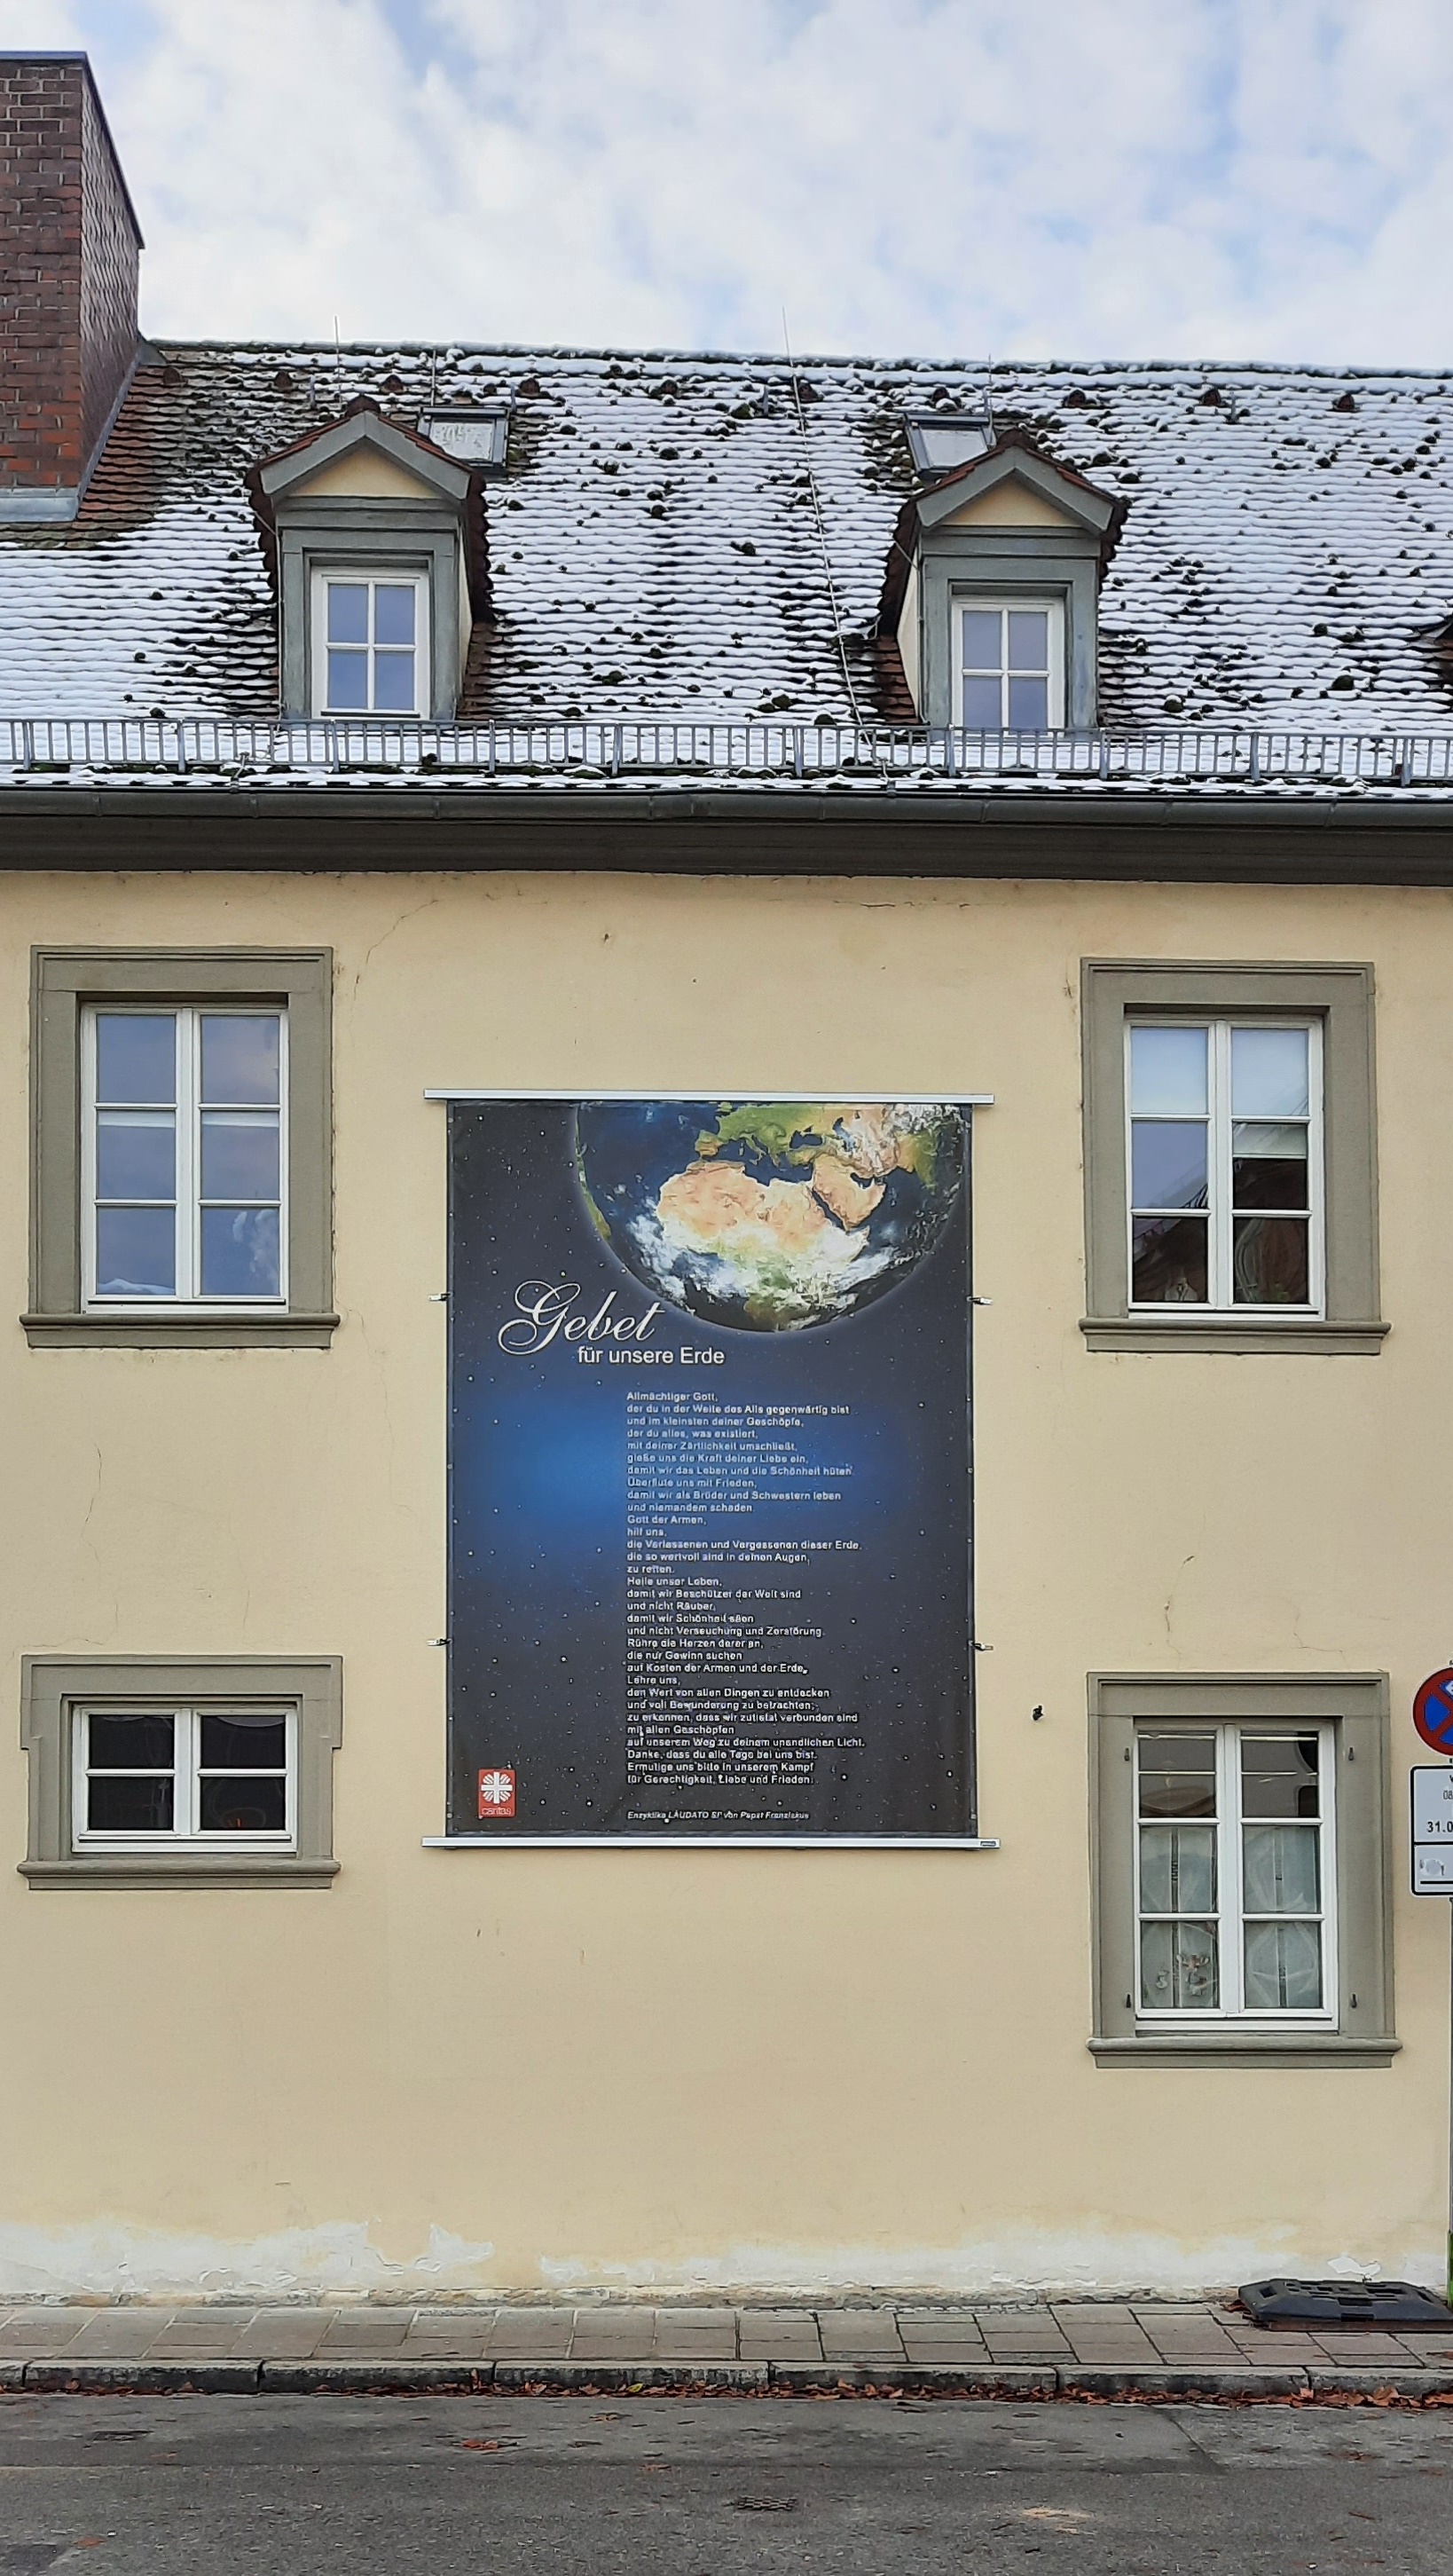 Gebet
für unsere Erde
Allmächtiger Gott,
der du in der Weite des Alls gegenwärtig bist
und im kleinsten deiner Geschöpfe,
der du alles, was existiert,
mit deiner Zärtlichkeit umschließt,
gieße uns die Kraft deiner Liebe ein,
damit wir das Leben und die Schönheit hüten.
Überflute uns mit Frieden,
damit wir als Brüder und Schwestern leben
und niemandem schaden.
Gott der Armen,
hilf uns,
die Verlassenen und Vergessenen dieser Erde,
die so wertvoll sind in deinen Augen,
zu retten.
Heile unser Leben,
damit wir Beschützer der Welt sind
und nicht Räuber,
damit wir Schönheit säen
und nicht Verseuchung und Zerstörung.
Rühre die Herzen derer an,
die nur Gewinn suchen
auf Kosten der Armen und der Erde.
Lehre uns,
den Wert von allen Dingen zu entdecken
und voll Bewunderung zu betrachten;
zu erkennen, dass wir zutiefst verbunden sind
mit allen Geschöpfen
auf unserem Weg zu deinem unendlichen Licht.
Danke, dass du alle Tage bei uns bist.
Ermutige uns bitte in unserem Kampf
für Gerechtigkeit, Liebe und Frieden.
Enzyklika LAUDATO SI' von Papst Franziskus
caritas
31.0